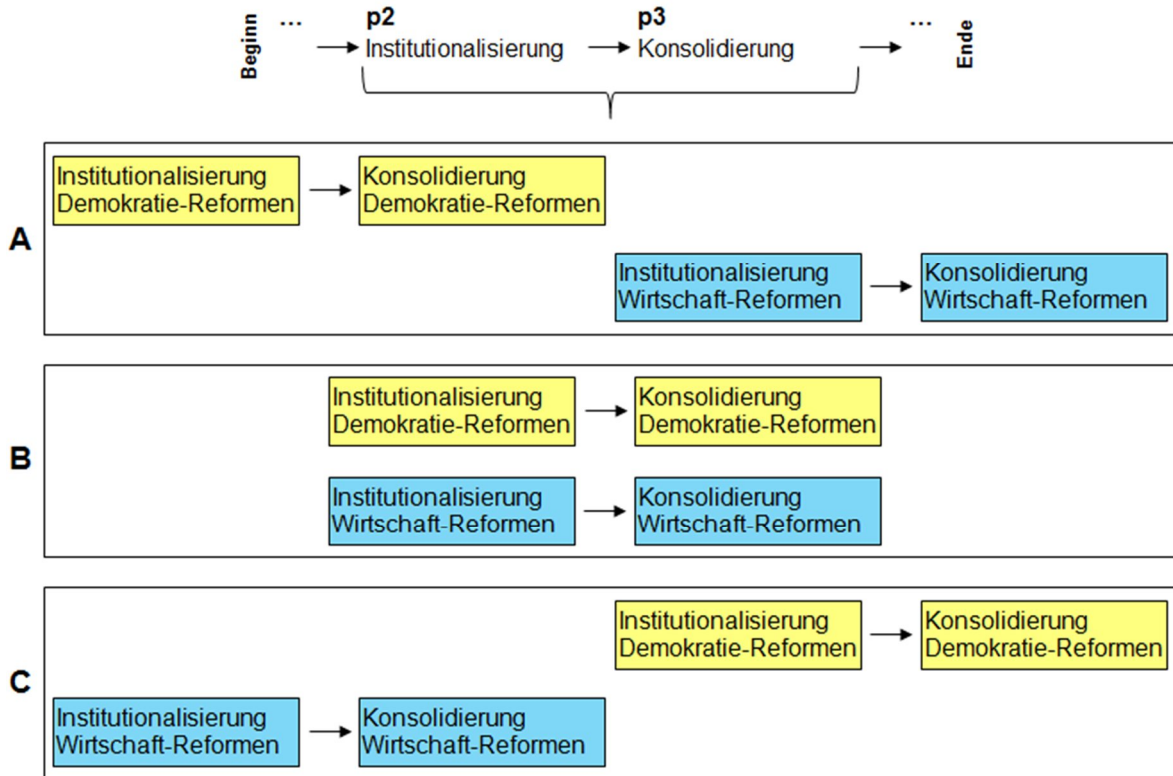 Beginn
...
p2
p3
...
Ende
Institutionalisierung
Konsolidierung
A
Institutionalisierung
Demokratie-Reformen
Konsolidierung
Demokratie-Reformen
Institutionalisierung
Wirtschaft-Reformen
Konsolidierung
Wirtschaft-Reformen
B
Institutionalisierung
Demokratie-Reformen
Konsolidierung
Demokratie-Reformen
Institutionalisierung
Wirtschaft-Reformen
Konsolidierung
Wirtschaft-Reformen
C
Institutionalisierung
Demokratie-Reformen
Konsolidierung
Demokratie-Reformen
Institutionalisierung
Wirtschaft-Reformen
Konsolidierung
Wirtschaft-Reformen